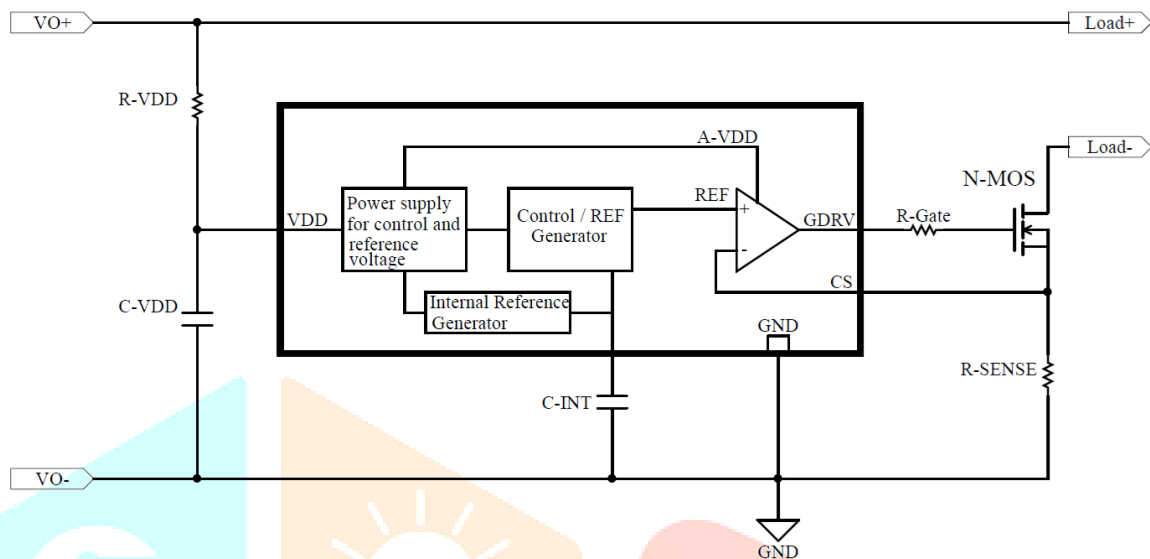 VO+
Load+
R-VDD
A-VDD
Load-
N-MOS
VDD
Power supply
for control and
reference
voltage
Control / REF
Generator
REF
+
-
GDRV
R-Gate
CS
C-VDD
Internal Reference
Generator
GND
R-SENSE
C-INT
VO-
GND